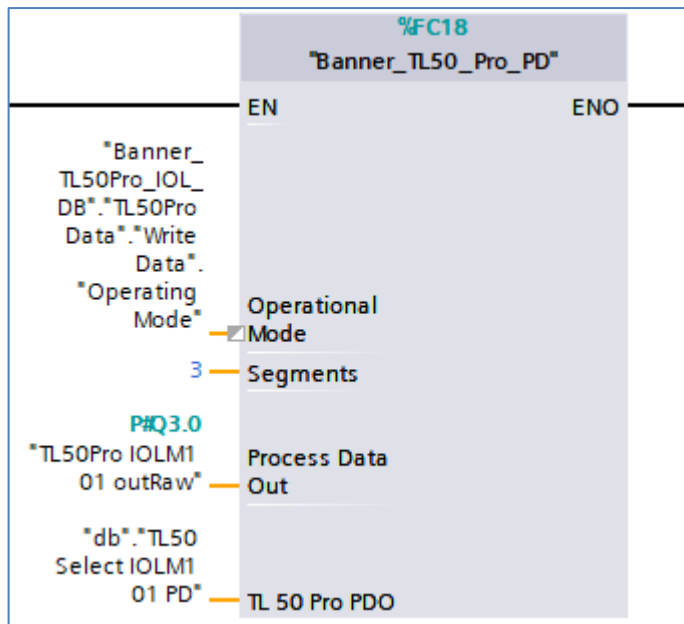 %FC18
"Banner_TL50_Pro_PD"
EN
ENO
"Banner_
TL50Pro_IOL_
DB"."TL50Pro
Data"."Write
Data".
"Operating
Mode"
Operational
Mode
3
Segments
P#Q3.0
"TL50Pro IOLM1
01 outRaw"
Process Data
Out
"db"."TL50
Select IOLM1
01 PD"
TL 50 Pro PDO